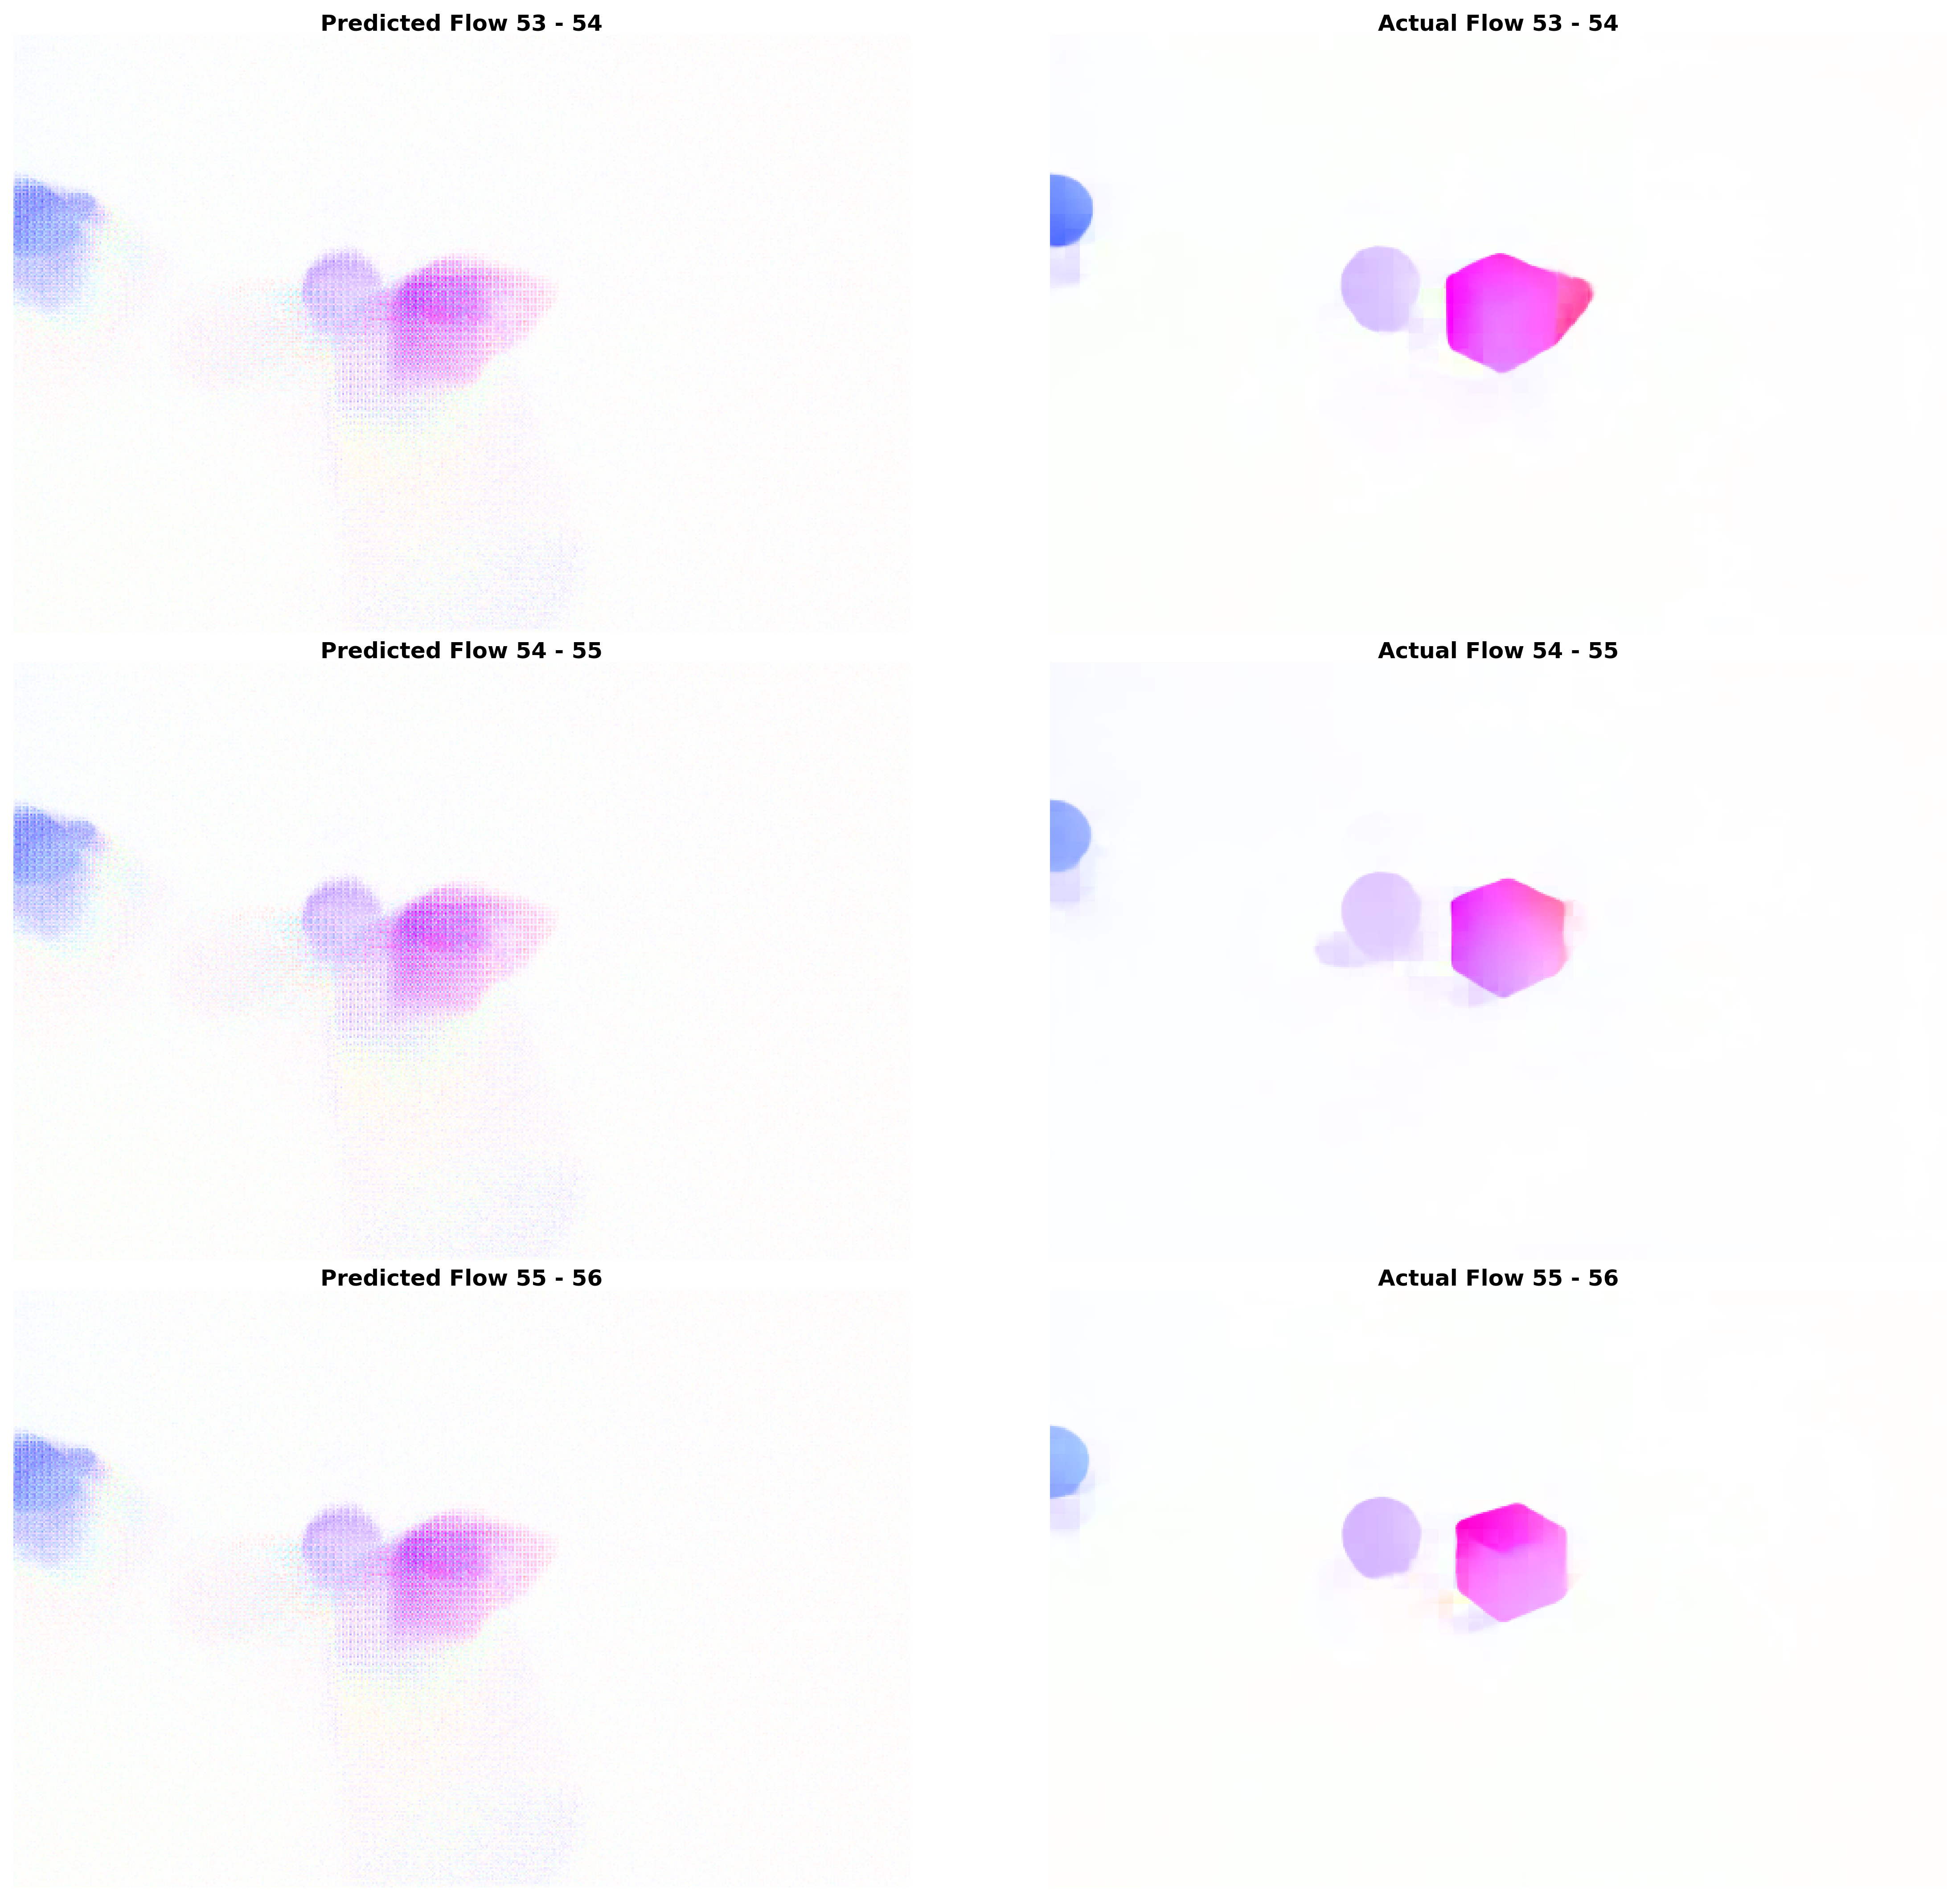 Predicted Flow 53 - 54
Actual Flow 53 - 54
Predicted Flow 54 - 55
Actual Flow 54 - 55
Predicted Flow 55 - 56
Actual Flow 55 - 56